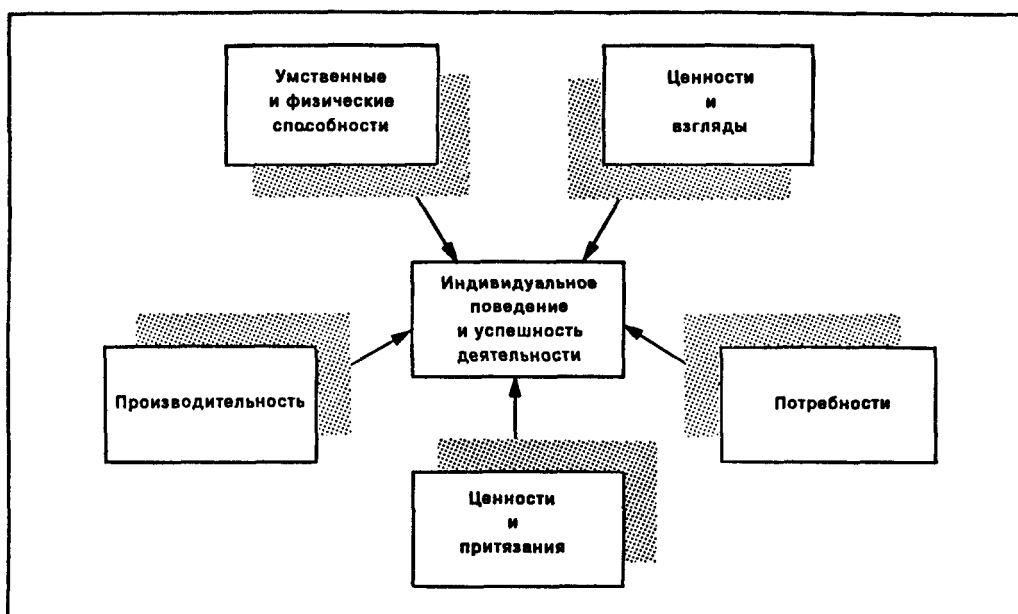 Умственные
и физические
способности
Ценности
и
взгляды
Индивидуальное
поведение
и успешность
деятельности
Производительность
Потребности
Ценности
и
притязания